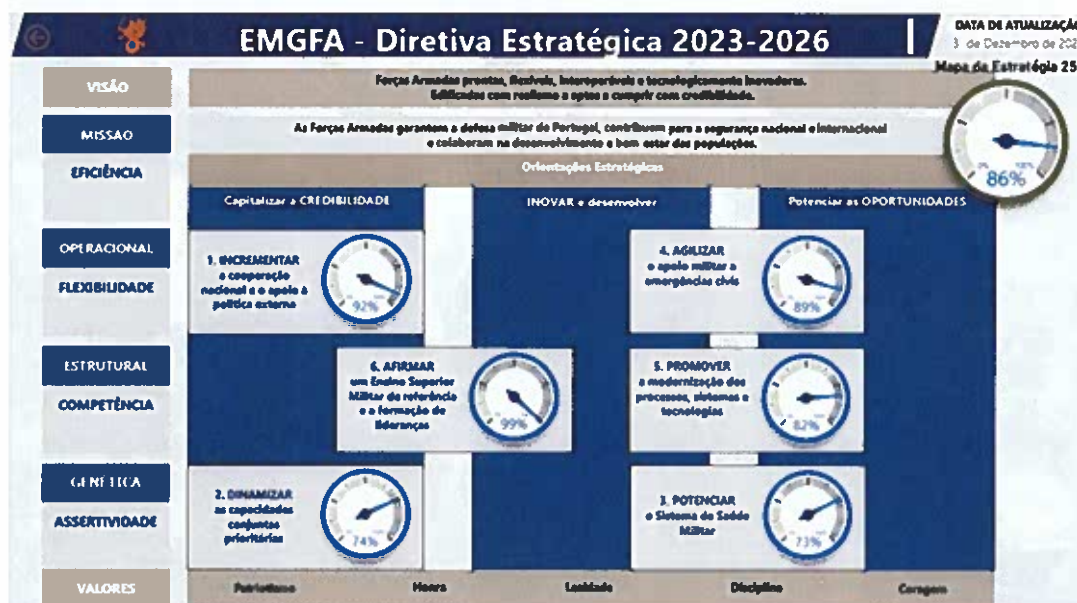 EMGFA - Diretiva Estratégica 2023-2026
DATA DE ATUALIZAÇÃ
de Dezembro de 202
Mapa da Estratégia 25
VISÃO
Forças Armadas prontas, flexíveis, interoperáveis e tecnologicamente inovadoras.
Edificadas com realismo e aptas a cumprir com credibilidade.
MISSÃO
As Forças Armadas garantem a defesa militar de Portugal, contribuem para a segurança nacional e internacional
e colaboram no desenvolvimento e bem estar das populações.
0% 100%
86%
EFICIÊNCIA
Orientações Estratégicas
Capitalizar a CREDIBILIDADE
INOVAR e desenvolver
Potenciar as OPORTUNIDADES
OPERACIONAL
FLEXIBILIDADE
1. INCREMENTAR
a cooperação
nacional e o apoio à
política externa
92%
4. AGILIZAR
o apoio militar a
emergências civis
89%
ESTRUTURAL
COMPETÊNCIA
6. AFIRMAR
um Ensino Superior
Militar de referência
e a formação de
lideranças
99%
5. PROMOVER
a modernização dos
processos, sistemas e
tecnologias
82%
GENÉTICA
ASSERTIVIDADE
2. DINAMIZAR
as capacidades
conjuntas
prioritárias
74%
3. POTENCIAR
o Sistema de Saúde
Militar
73%
VALORES
Patriotismo
Honra
Lealdade
Disciplina
Coragem